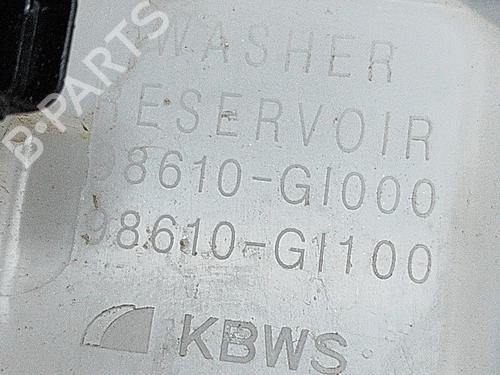 WASHER
RESERVOIR
98610-GI000
98610-GI100
KBWS
B-PARTS